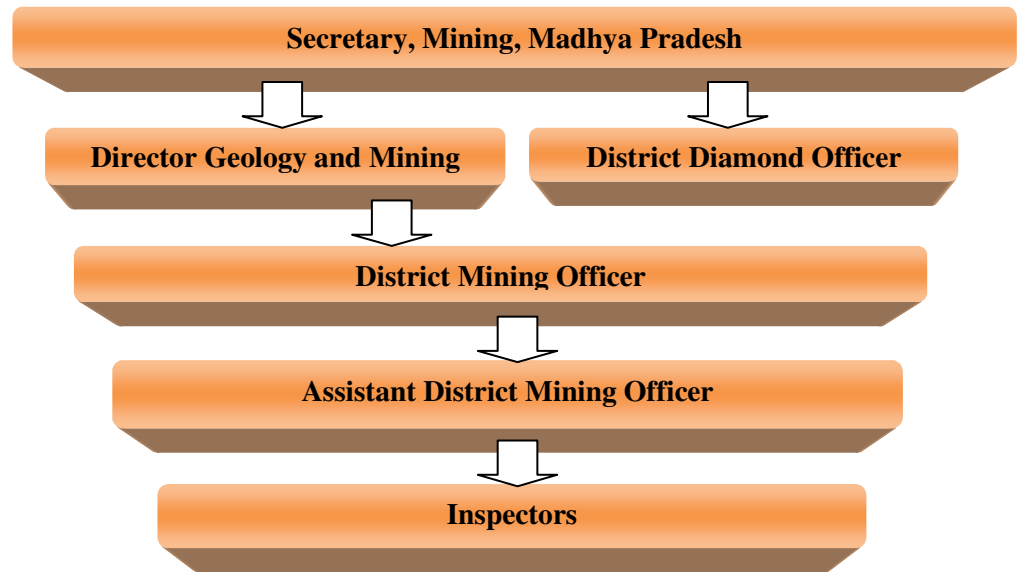 Secretary, Mining, Madhya Pradesh
Director Geology and Mining
District Diamond Officer
District Mining Officer
Assistant District Mining Officer
Inspectors